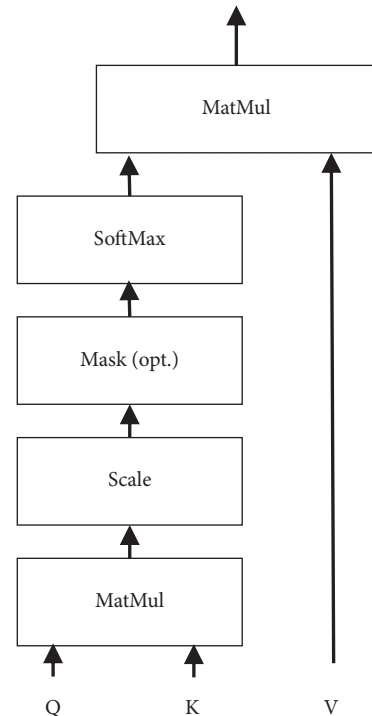 MatMul
SoftMax
Mask (opt.)
Scale
MatMul
Q K V